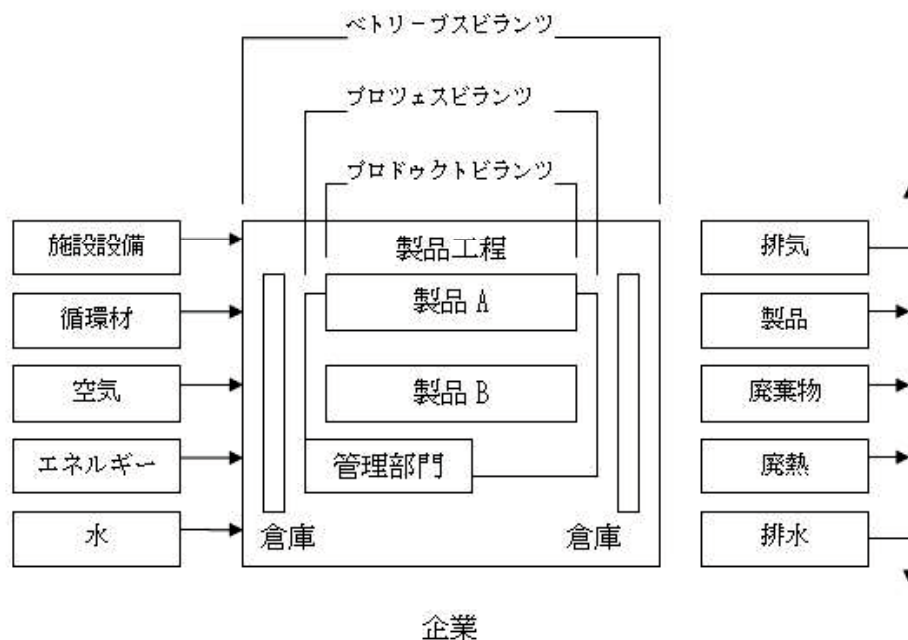 ベトリーブスビランツ
プロツェスビランツ
プロドゥクトビランツ
施設設備
循環材
空気
エネルギー
水
製品工程
製品 A
製品 B
管理部門
倉庫
倉庫
排気
製品
廃棄物
廃熱
排水
企業